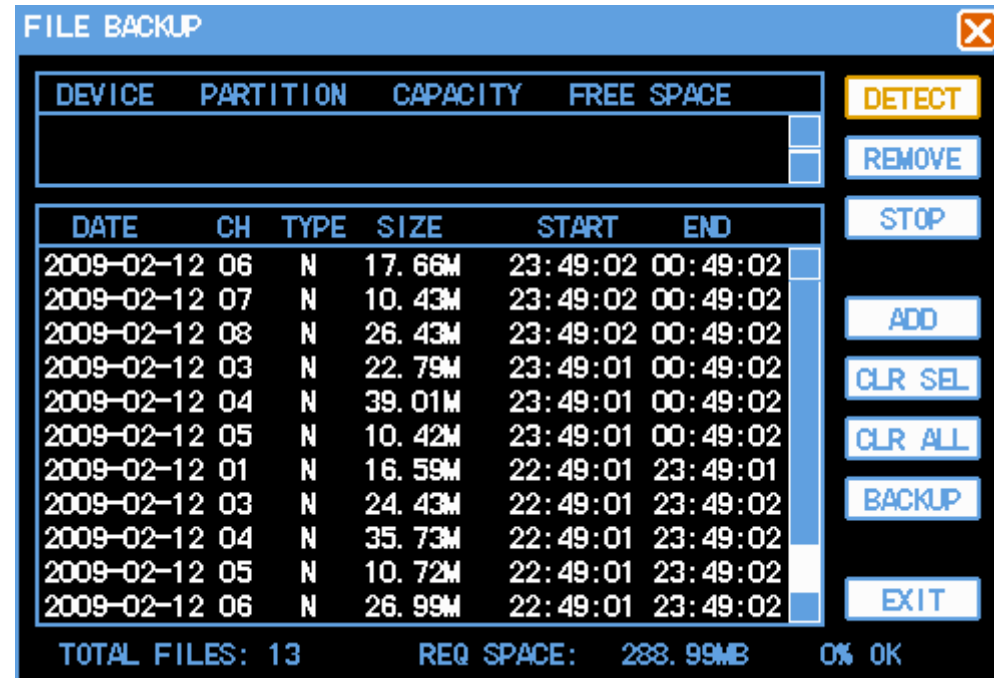 FILE BACKUP
DEVICE PARTITION CAPACITY FREE SPACE
DETECT
REMOVE
STOP
DATE CH TYPE SIZE START END
2009-02-12 06 N 17.66M 23:49:02 00:49:02
2009-02-12 07 N 10.43M 23:49:02 00:49:02
2009-02-12 08 N 26.43M 23:49:02 00:49:02
2009-02-12 03 N 22.79M 23:49:01 00:49:02
2009-02-12 04 N 39.01M 23:49:01 00:49:02
2009-02-12 05 N 10.42M 23:49:01 00:49:02
2009-02-12 01 N 16.59M 22:49:01 23:49:01
2009-02-12 03 N 24.43M 22:49:01 23:49:02
2009-02-12 04 N 35.73M 22:49:01 23:49:02
2009-02-12 05 N 10.72M 22:49:01 23:49:02
2009-02-12 06 N 26.99M 22:49:01 23:49:02
ADD
CLR SEL
CLR ALL
BACKUP
EXIT
TOTAL FILES: 13 REQ SPACE: 288.99MB 0% OK